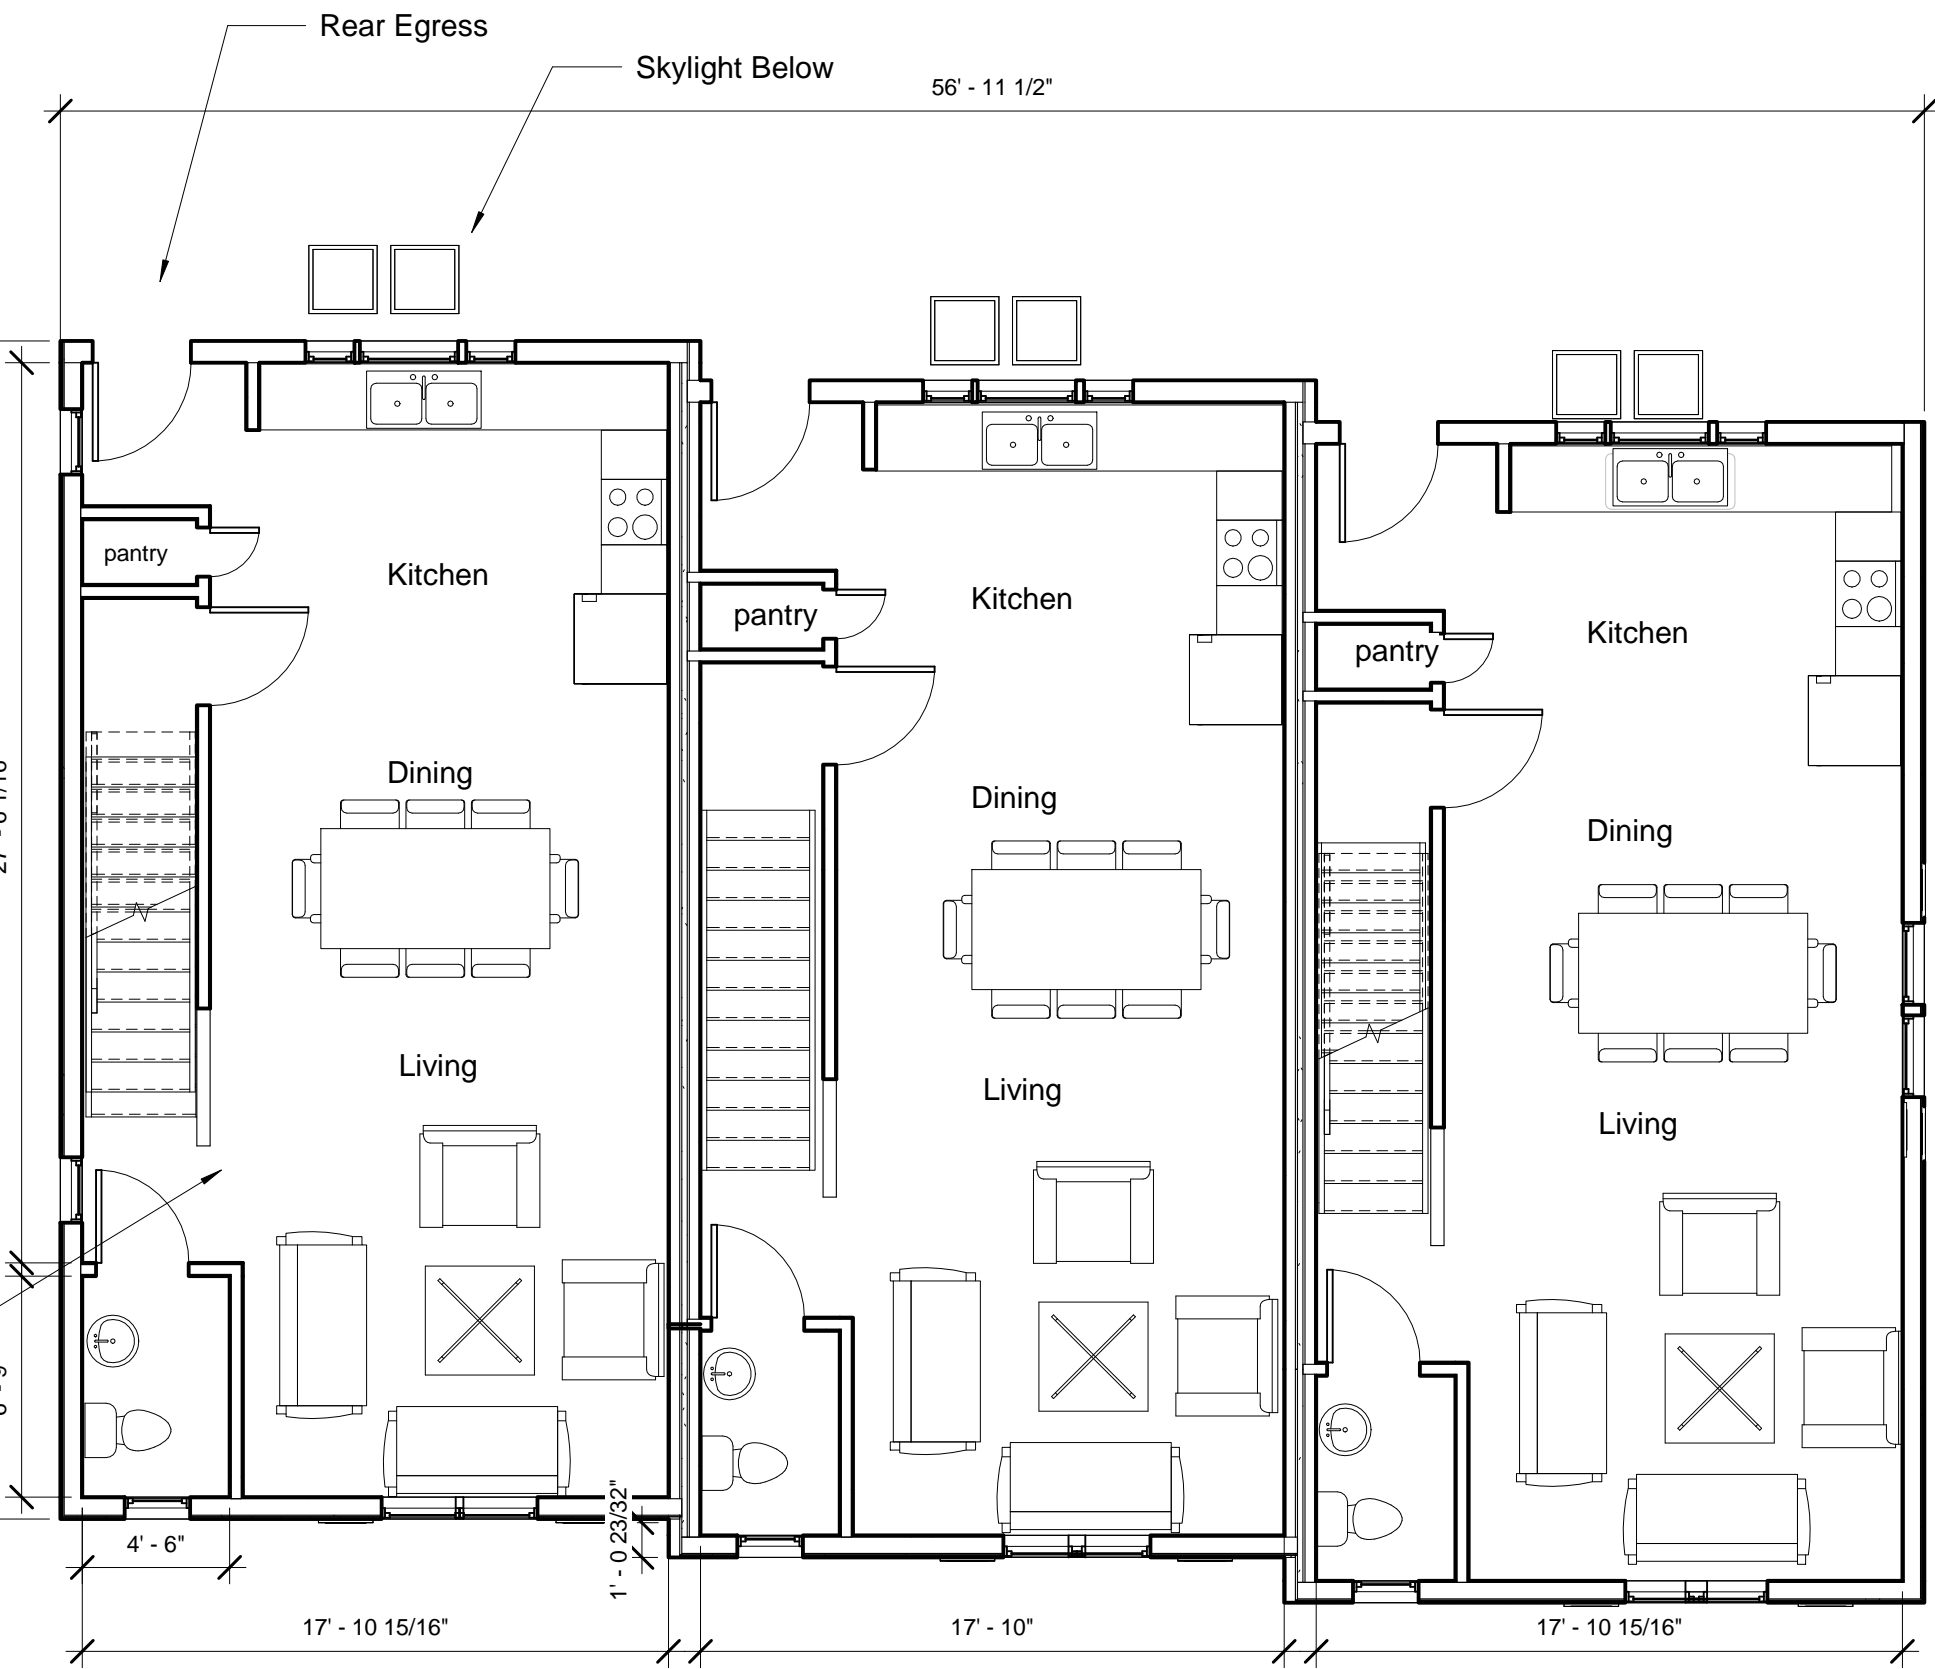 Rear Egress
Skylight Below
56' - 11 1/2"
pantry
Kitchen
pantry
Kitchen
pantry
Kitchen
Dining
Dining
Dining
Living
Living
Living
4' - 6"
1' - 0 23/32"
17' - 10 15/16"
17' - 10"
17' - 10 15/16"